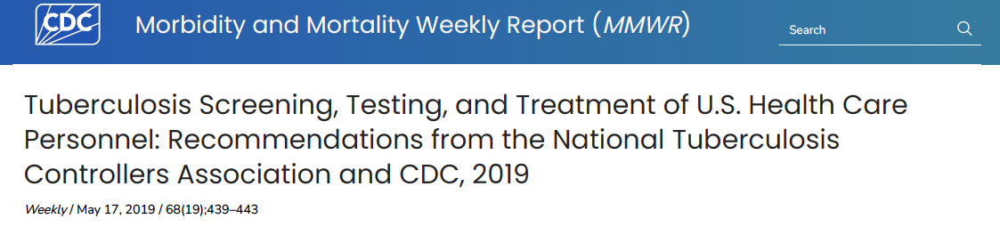 CDC
Morbidity and Mortality Weekly Report (MMWR)
Search
Tuberculosis Screening, Testing, and Treatment of U.S. Health Care
Personnel: Recommendations from the National Tuberculosis
Controllers Association and CDC, 2019
Weekly / May 17, 2019 / 68(19);439–443